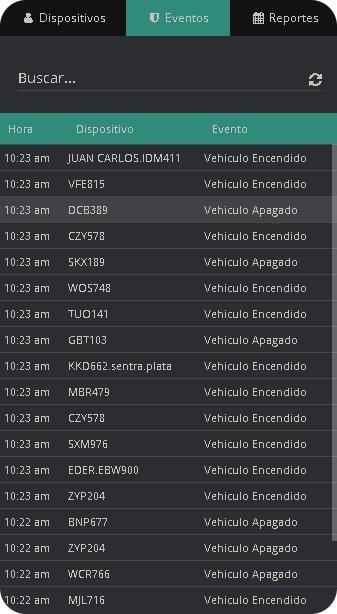 Dispositivos Eventos Reportes
Buscar...
Hora Dispositivo Evento
10:23 am JUAN CARLOS.IDM411 Vehiculo Encendido
10:23 am VFE815 Vehiculo Encendido
10:23 am DCB389 Vehiculo Apagado
10:23 am CZY578 Vehiculo Encendido
10:23 am SKX189 Vehiculo Apagado
10:23 am WOS748 Vehiculo Encendido
10:23 am TUO141 Vehiculo Encendido
10:23 am GBT103 Vehiculo Apagado
10:23 am KKD662.sentra.plata Vehiculo Encendido
10:23 am MBR479 Vehiculo Encendido
10:23 am CZY578 Vehiculo Encendido
10:23 am SXM976 Vehiculo Encendido
10:23 am EDER.EBW900 Vehiculo Encendido
10:23 am ZYP204 Vehiculo Encendido
10:22 am BNP677 Vehiculo Apagado
10:22 am ZYP204 Vehiculo Apagado
10:22 am WCR766 Vehiculo Apagado
10:22 am MJL716 Vehiculo Encendido